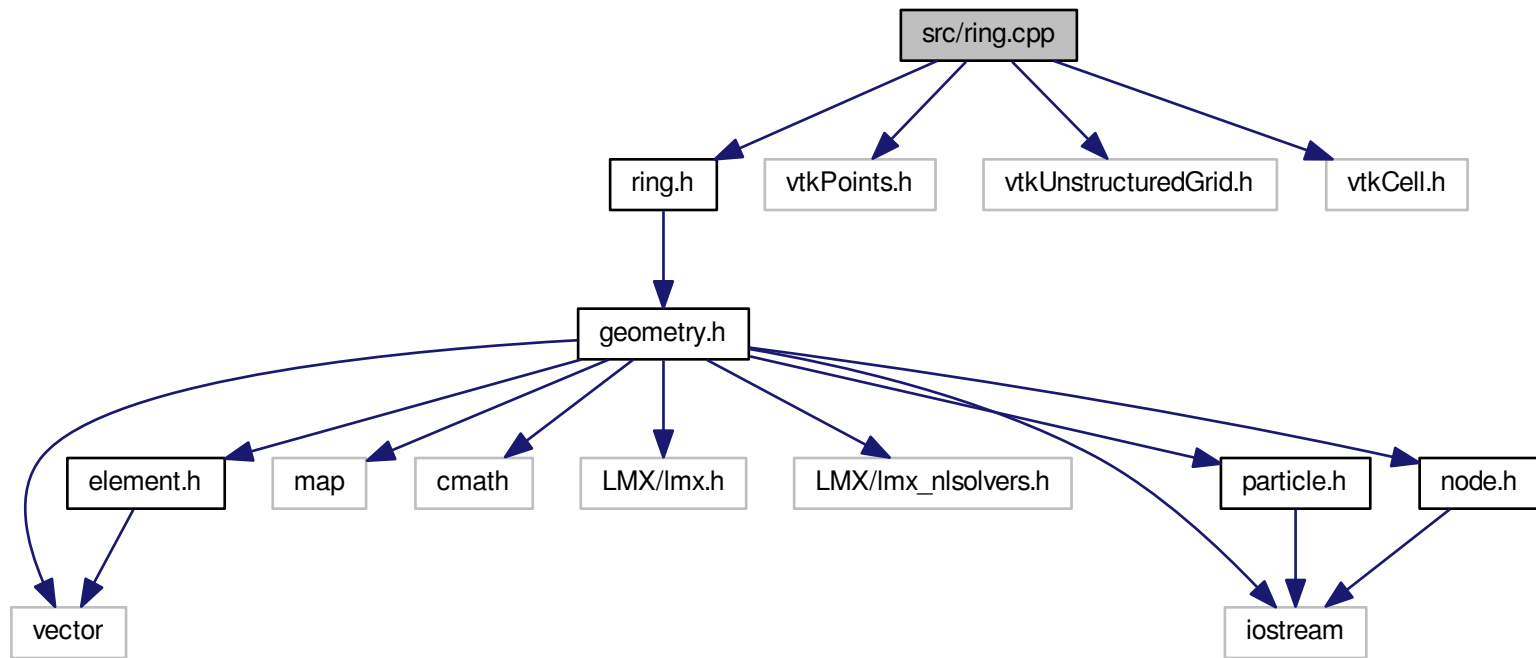 src/ring.cpp
ring.h
vtkPoints.h
vtkUnstructuredGrid.h
vtkCell.h
geometry.h
element.h
map
cmath
LMX/lmx.h
LMX/lmx_nlsolvers.h
particle.h
node.h
vector
iostream